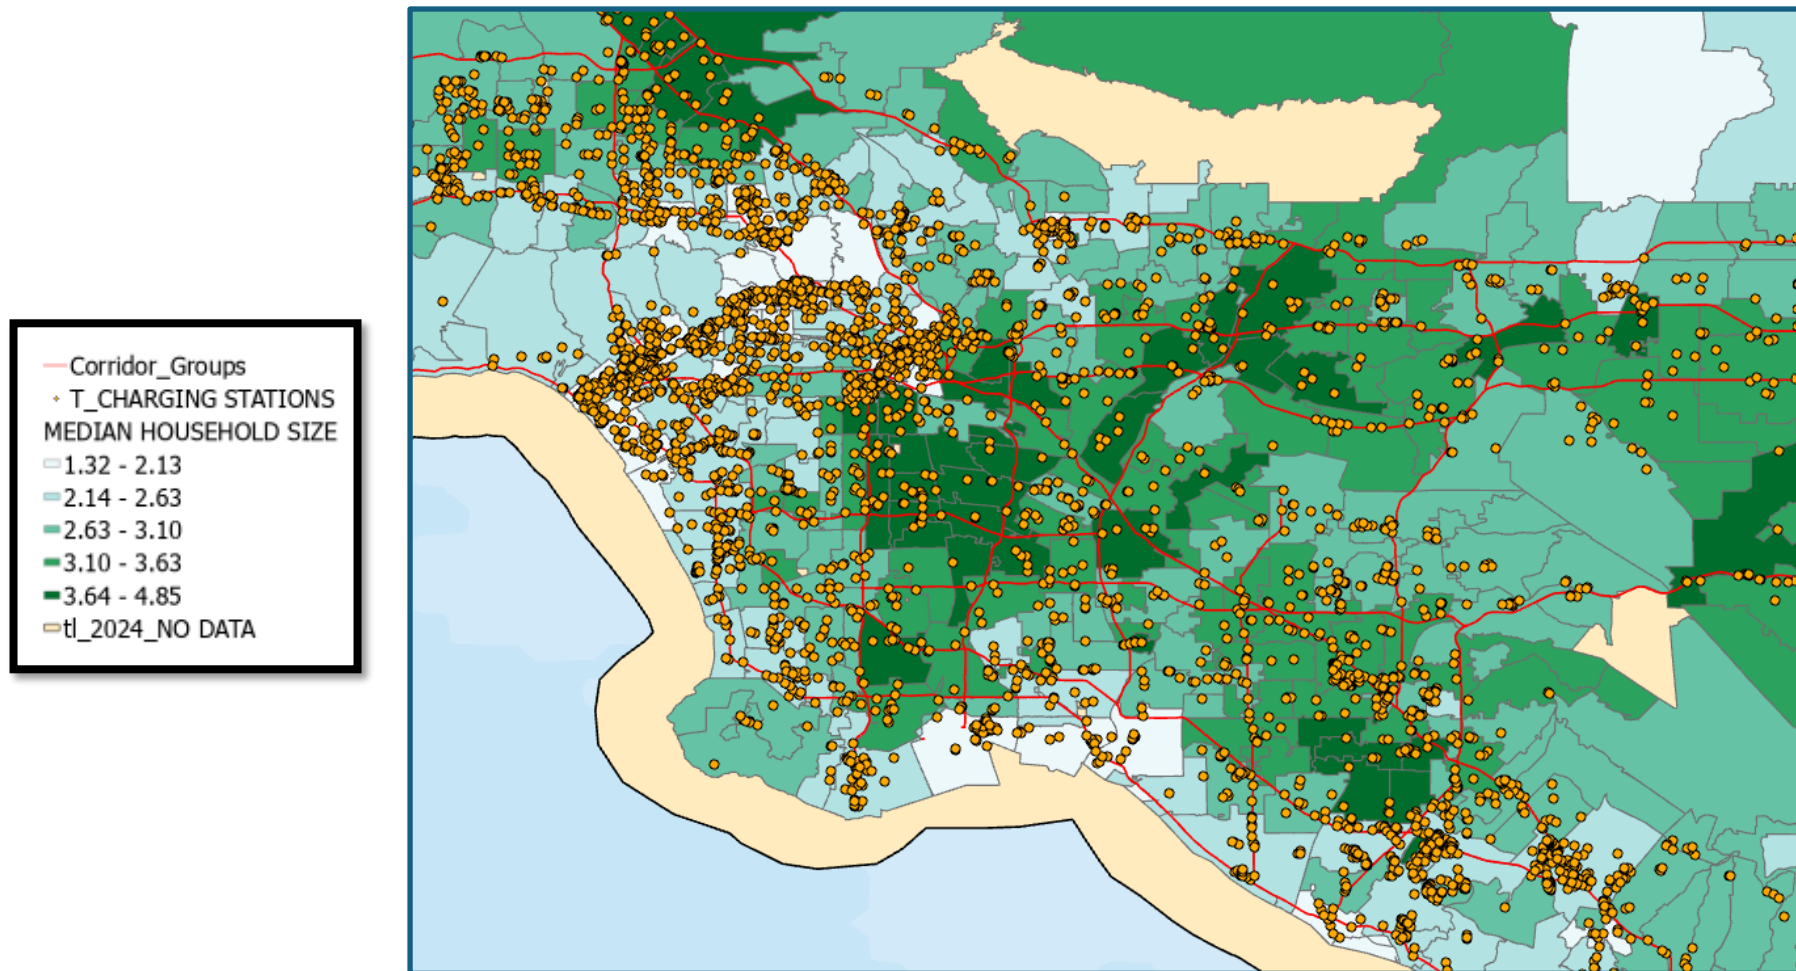 Corridor_Groups
T_CHARGING STATIONS
MEDIAN HOUSEHOLD SIZE
1.32 - 2.13
2.14 - 2.63
2.63 - 3.10
3.10 - 3.63
3.64 - 4.85
tl_2024_NO DATA